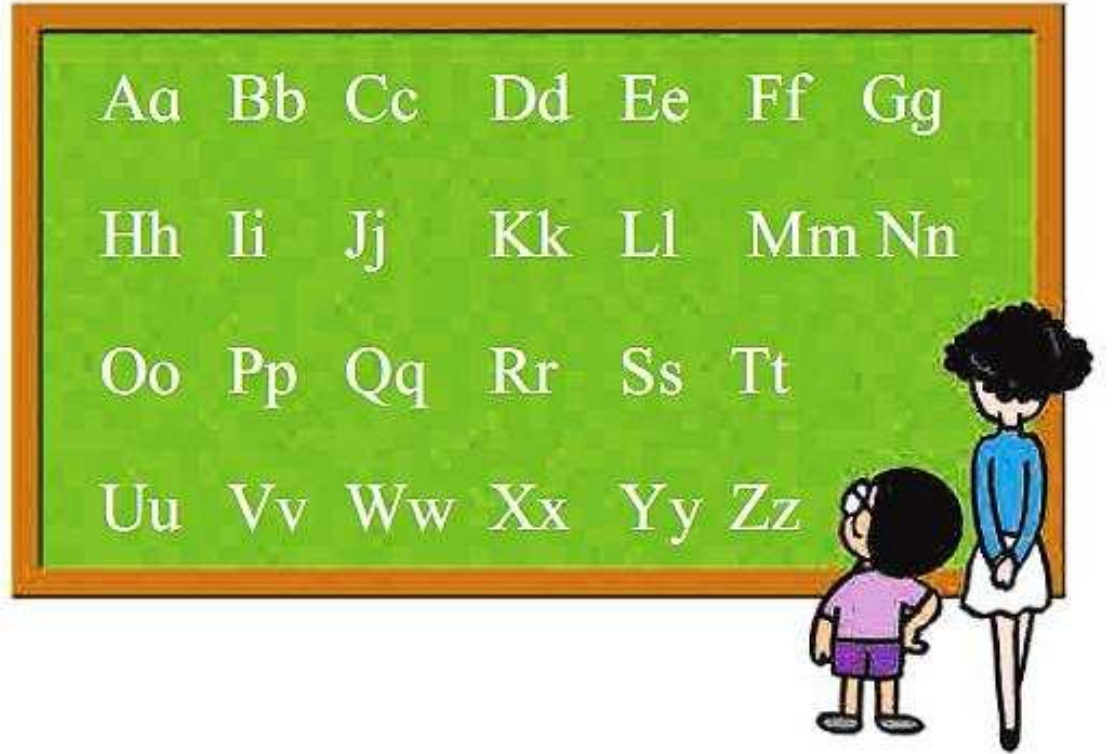 Aa Bb Cc Dd Ee Ff Gg
Hh Ii Jj Kk Ll Mm Nn
Oo Pp Qq Rr Ss Tt
Uu Vv Ww Xx Yy Zz